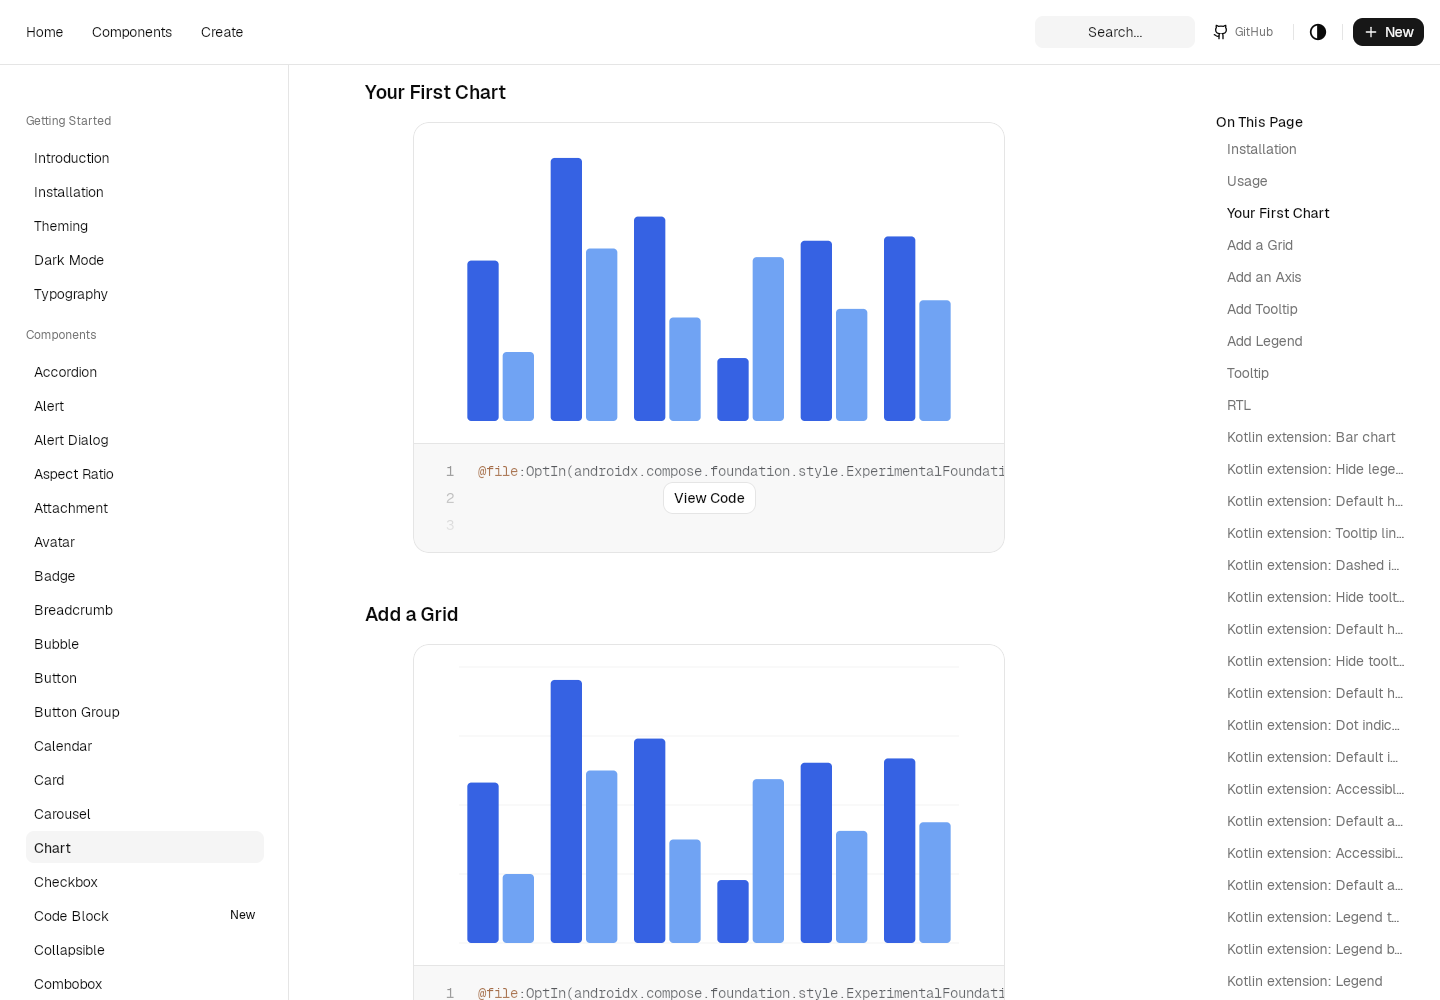 Home
Components
Create
Search...
GitHub
New
Getting Started
Introduction
Installation
Theming
Dark Mode
Typography
Components
Accordion
Alert
Alert Dialog
Aspect Ratio
Attachment
Avatar
Badge
Breadcrumb
Bubble
Button
Button Group
Calendar
Card
Carousel
Chart
Checkbox
Code Block
New
Collapsible
Combobox
Your First Chart
1 @file:OptIn(androidx.compose.foundation.style.ExperimentalFoundati
2
3
View Code
Add a Grid
1 @file:OptIn(androidx.compose.foundation.style.ExperimentalFoundati
On This Page
Installation
Usage
Your First Chart
Add a Grid
Add an Axis
Add Tooltip
Add Legend
Tooltip
RTL
Kotlin extension: Bar chart
Kotlin extension: Hide lege...
Kotlin extension: Default h...
Kotlin extension: Tooltip lin...
Kotlin extension: Dashed i...
Kotlin extension: Hide toolt...
Kotlin extension: Default h...
Kotlin extension: Hide toolt...
Kotlin extension: Default h...
Kotlin extension: Dot indic...
Kotlin extension: Default i...
Kotlin extension: Accessibl...
Kotlin extension: Default a...
Kotlin extension: Accessibi...
Kotlin extension: Default a...
Kotlin extension: Legend t...
Kotlin extension: Legend b...
Kotlin extension: Legend